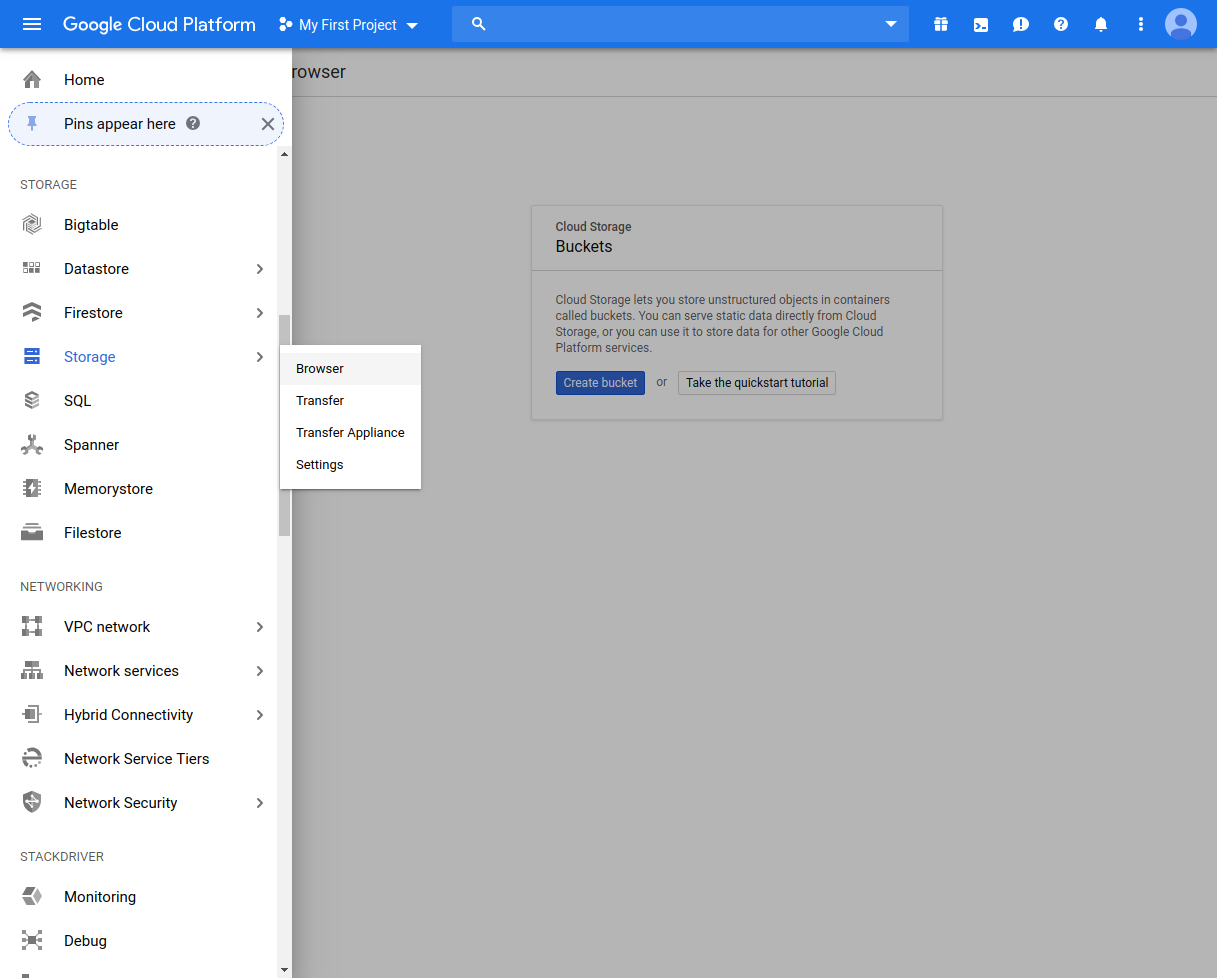 Google Cloud Platform
My First Project
Home
rowser
Pins appear here
STORAGE
Bigtable
Datastore
Firestore
Storage
SQL
Spanner
Memorystore
Filestore
Browser
Transfer
Transfer Appliance
Settings
Cloud Storage
Buckets
Cloud Storage lets you store unstructured objects in containers
called buckets. You can serve static data directly from Cloud
Storage, or you can use it to store data for other Google Cloud
Platform services.
Create bucket or Take the quickstart tutorial
NETWORKING
VPC network
Network services
Hybrid Connectivity
Network Service Tiers
Network Security
STACKDRIVER
Monitoring
Debug